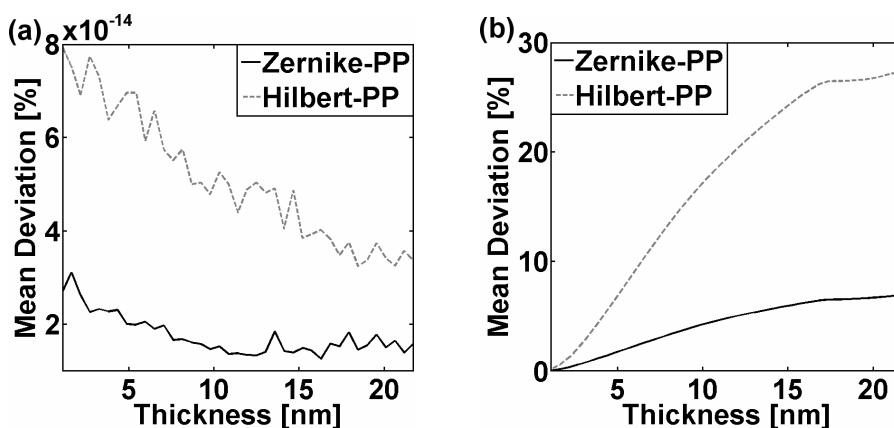 (a)
8 x10-14
6
4
2
5 10 15 20
Thickness [nm]
Mean Deviation [%]
Zernike-PP
Hilbert-PP
(b)
30
20
10
0
5 10 15 20
Thickness [nm]
Mean Deviation [%]
Zernike-PP
Hilbert-PP